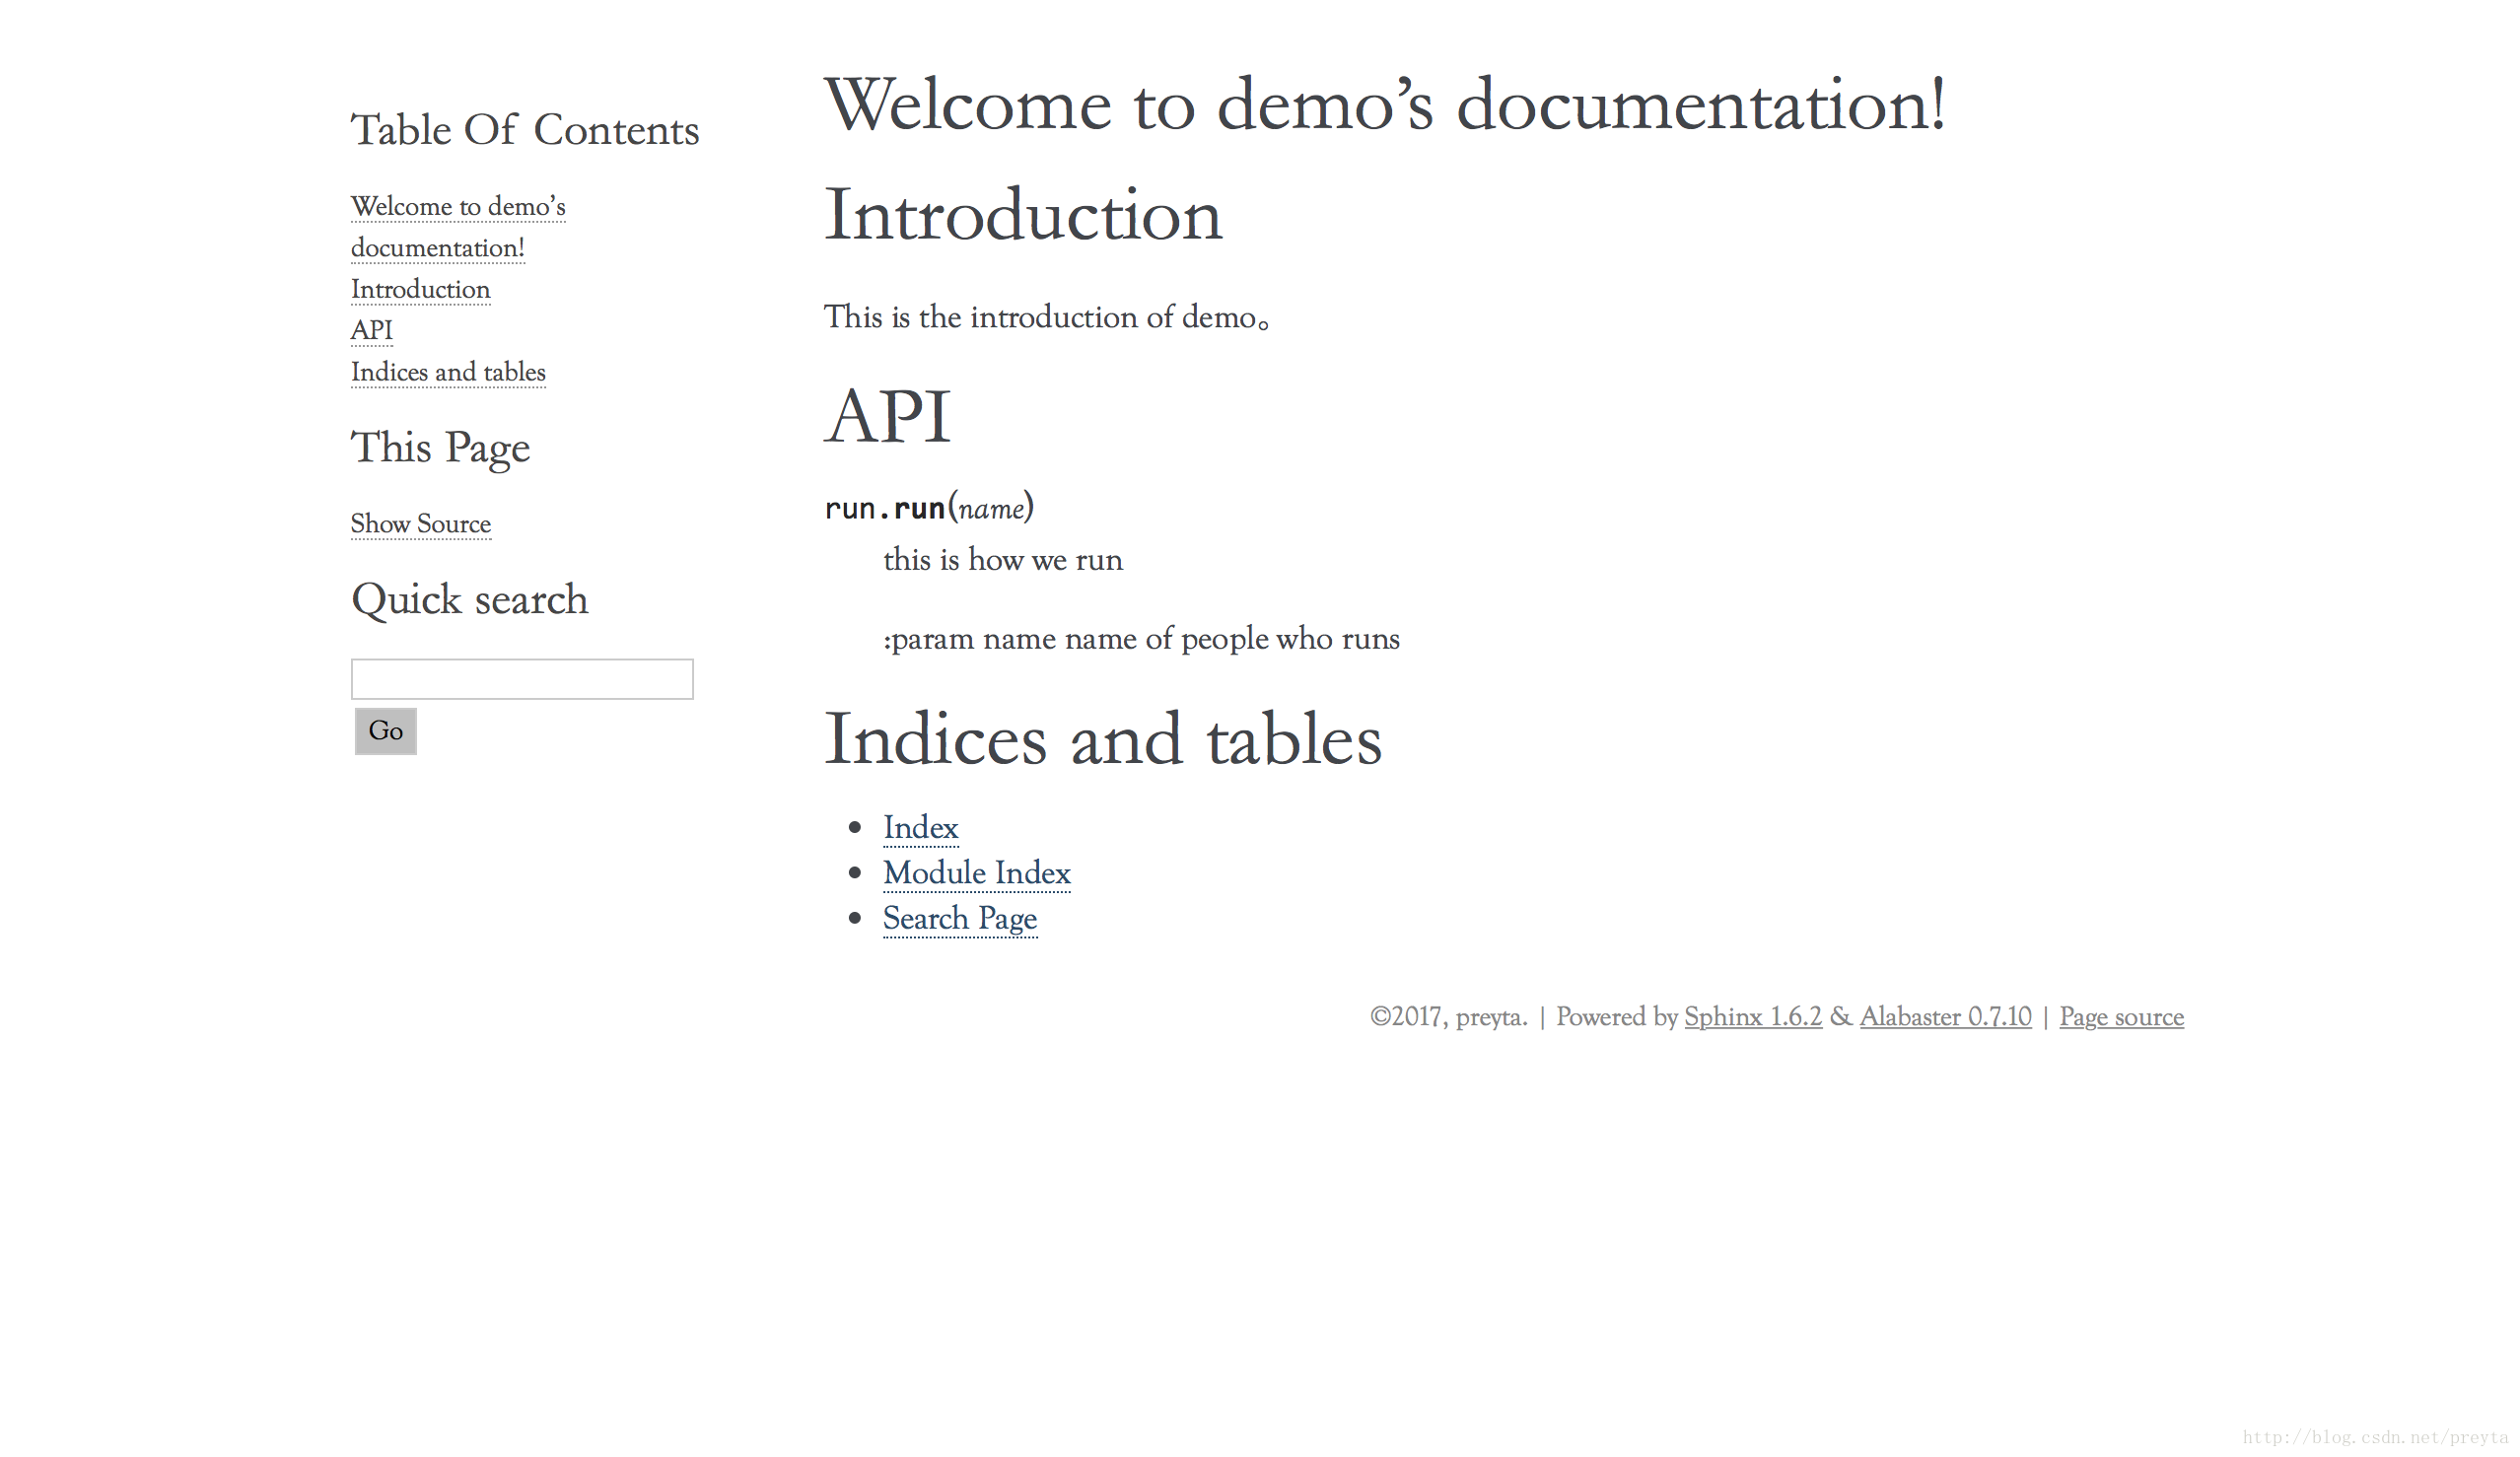 Table Of Contents
Welcome to demo’s
documentation!
Introduction
API
Indices and tables
This Page
Show Source
Quick search
Go
Welcome to demo’s documentation!
Introduction
This is the introduction of demo。
API
run.run(name)
this is how we run
:param name name of people who runs
Indices and tables
Index
Module Index
Search Page
©2017, preyta. | Powered by Sphinx 1.6.2 & Alabaster 0.7.10 | Page source
http://blog.csdn.net/preyta